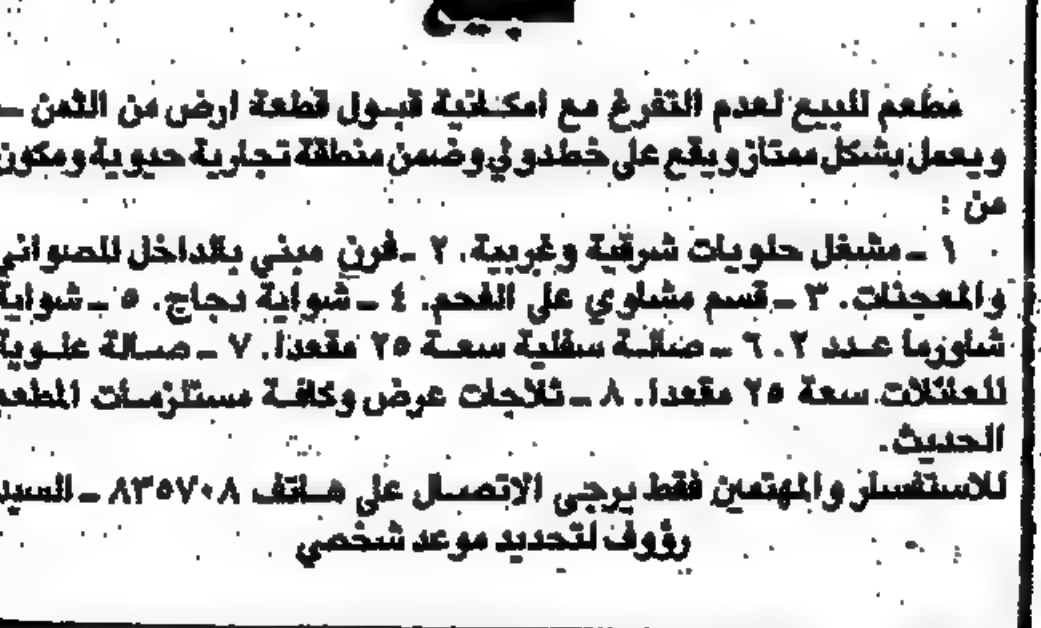 مطعم للبيع لعدم التفرغ مع امكانية قبول قطعة ارض من الثمن ـ
ويعمل بشكل ممتاز ويقع على خط دولي وضمن منطقة تجارية حيوية ومكون
من :
١ ـ مشغل حلويات شرقية وغربية. ٢ ـ فرن مبني بالداخل للصواني
والمعجنات. ٣ ـ قسم مشاوي على الفحم. ٤ ـ شواية دجاج. ٥ ـ شواية
شاورما عدد ٢. ٦ ـ صالة سفلية سعة ٢٥ مقعدا. ٧ ـ صالة علوية
للعائلات سعة ٢٥ مقعدا. ٨ ـ ثلاجات عرض وكافة مستلزمات المطعم
الحديث.
للاستفسار والمهتمين فقط يرجى الاتصال على هاتف ٨٣٥٧٠٨ ـ السيد
رؤوف لتحديد موعد شخصي